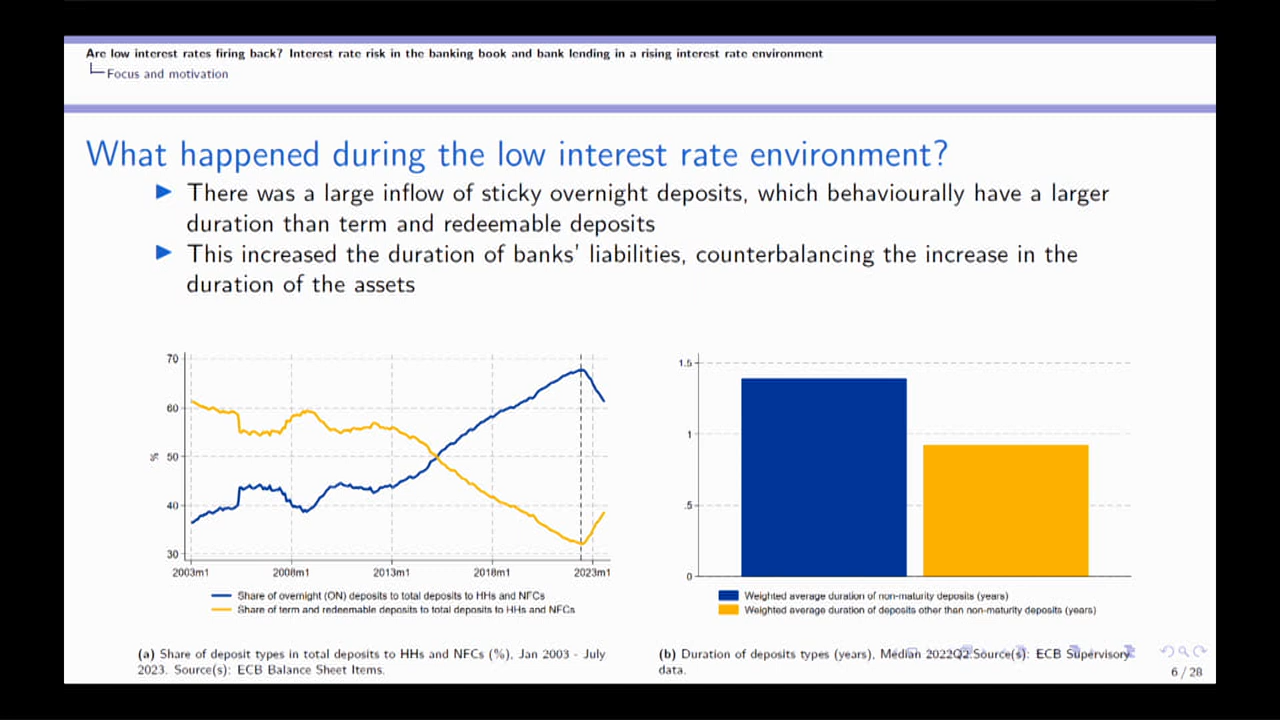 Are low interest rates firing back? Interest rate risk in the banking book and bank lending in a rising interest rate environment
Focus and motivation
What happened during the low interest rate environment?
There was a large inflow of sticky overnight deposits, which behaviourally have a larger
duration than term and redeemable deposits
This increased the duration of banks' liabilities, counterbalancing the increase in the
duration of the assets
70
60
%
50
40
30
2003m1 2008m1 2013m1 2018m1 2023m1
Share of overnight (ON) deposits to total deposits to HHs and NFCs
Share of term and redeemable deposits to total deposits to HHs and NFCs
(a) Share of deposit types in total deposits to HHs and NFCs (%), Jan 2003 - July
2023. Source(s): ECB Balance Sheet Items.
1.5
1
.5
0
Weighted average duration of non-maturity deposits (years)
Weighted average duration of deposits other than non-maturity deposits (years)
(b) Duration of deposits types (years), Median 2022Q2.Source(s): ECB Supervisory
data.
6 / 28